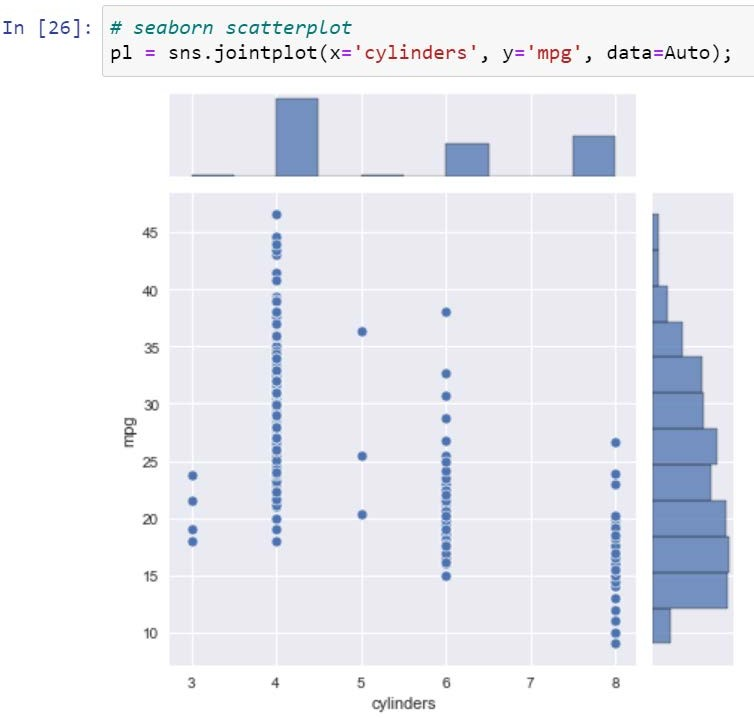 In [26]: # seaborn scatterplot
pl = sns.jointplot(x='cylinders', y='mpg', data=Auto);
45
40
35
30
mpg
25
20
15
10
3 4 5 6 7 8
cylinders